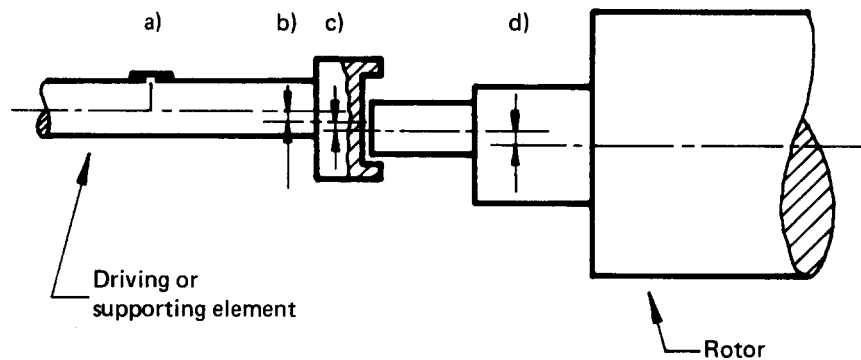 a)
b)
c)
d)
Driving or
supporting element
Rotor